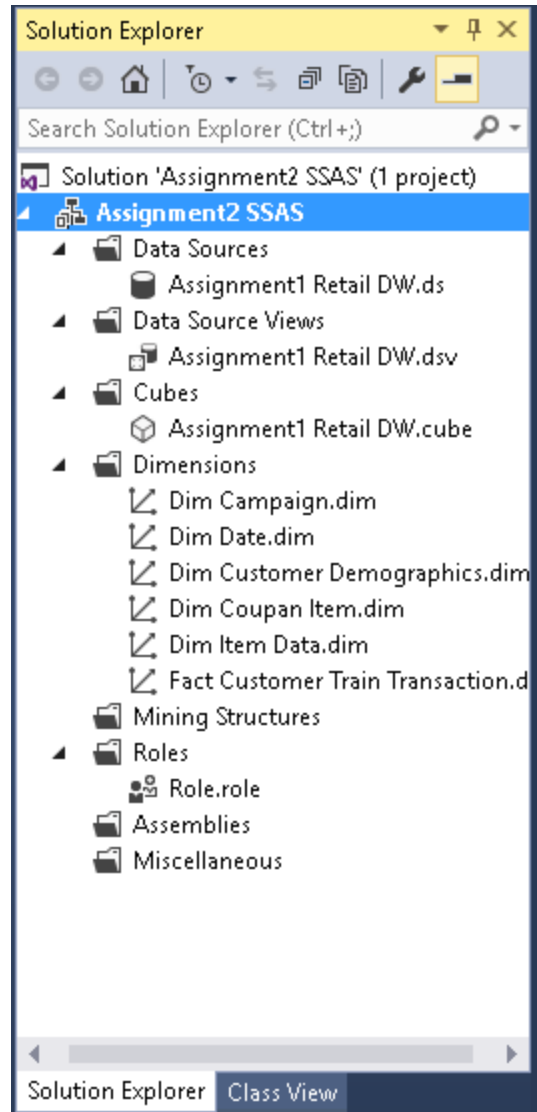 Solution Explorer
Search Solution Explorer (Ctrl+;)
Solution 'Assignment2 SSAS' (1 project)
Assignment2 SSAS
Data Sources
Assignment1 Retail DW.ds
Data Source Views
Assignment1 Retail DW.dsv
Cubes
Assignment1 Retail DW.cube
Dimensions
Dim Campaign.dim
Dim Date.dim
Dim Customer Demographics.dim
Dim Coupan Item.dim
Dim Item Data.dim
Fact Customer Train Transaction.d
Mining Structures
Roles
Role.role
Assemblies
Miscellaneous
Solution Explorer Class View